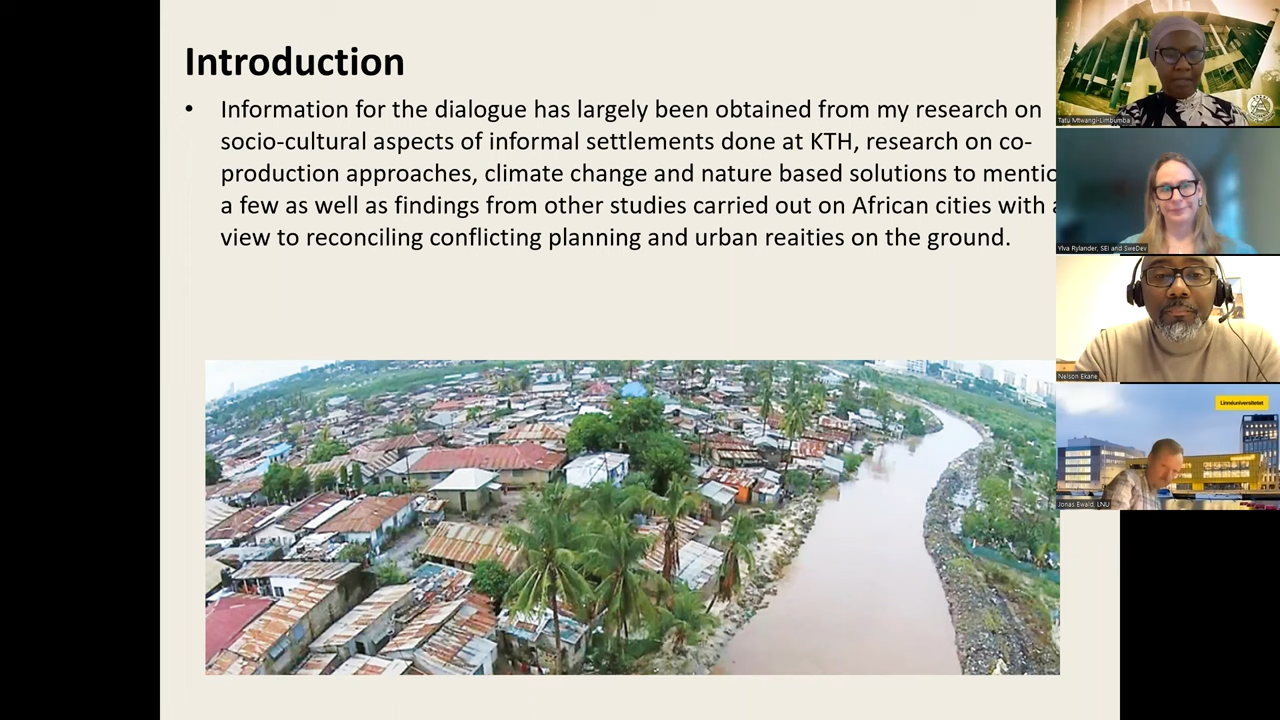 Introduction
• Information for the dialogue has largely been obtained from my research on
socio-cultural aspects of informal settlements done at KTH, research on co-
production approaches, climate change and nature based solutions to mentio
a few as well as findings from other studies carried out on African cities with a
view to reconciling conflicting planning and urban reaities on the ground.
Tatu Mtwangi-Limbumba
Ylva Rylander, SEI and SweDev
Nelson Ekane
Linnéuniversitetet
Jonas Ewald, LNU